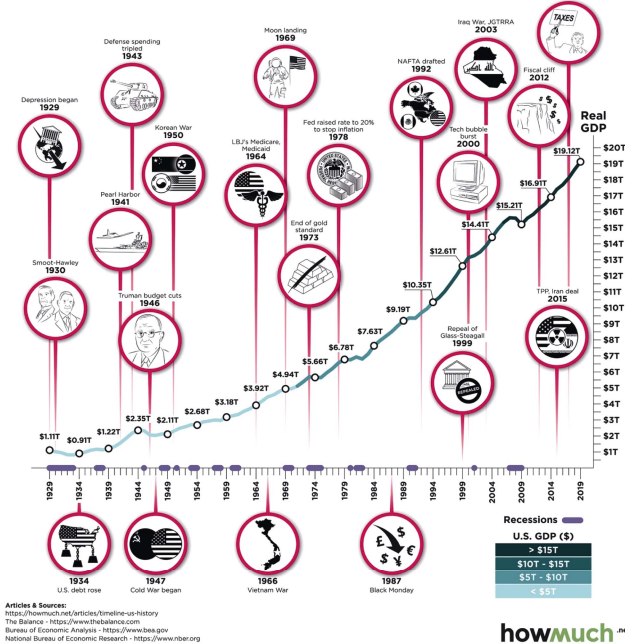 TAXES
Moon landing
1969
Iraq War, JGTRRA
2003
Defense spending
tripled
1943
NAFTA drafted
1992
Fiscal cliff
2012
Depression began
1929
Korean War
1950
Fed raised rate to 20%
to stop inflation
1978
Real
GDP
LBJ's Medicare,
Medicaid
1964
Tech bubble
burst
2000
$20T
$19.12T
$19T
$18T
Pearl Harbor
1941
$16.91T
$17T
$16T
$15.21T
$15T
End of gold
standard
1973
$14.41T
$14T
Smoot-Hawley
1930
$12.61T
$13T
$12T
Truman budget cuts
1946
$10.35T
TPP, Iran deal
2015
$11T
$10T
$9.19T
$9T
$7.63T
Repeal of
Glass-Steagall
1999
$8T
$6.78T
$7T
$5.66T
$6T
$4.94T
$5T
REPEALED
$3.92T
$4T
$3.18T
$3T
$2.68T
$2.35T
$2.11T
$2T
$1.11T
$0.91T
$1.22T
$1T
1929
1934
1939
1944
1949
1954
1959
1964
1969
1974
1979
1984
1989
1994
1999
2004
2009
2014
2019
Recessions
U.S. GDP ($)
> $15T
$10T - $15T
$5T - $10T
< $5T
1934
U.S. debt rose
1947
Cold War began
1966
Vietnam War
1987
Black Monday
Articles & Sources:
https://howmuch.net/articles/timeline-us-history
The Balance - https://www.thebalance.com
Bureau of Economic Analysis - https://www.bea.gov
National Bureau of Economic Research - https://www.nber.org
howmuch.ne